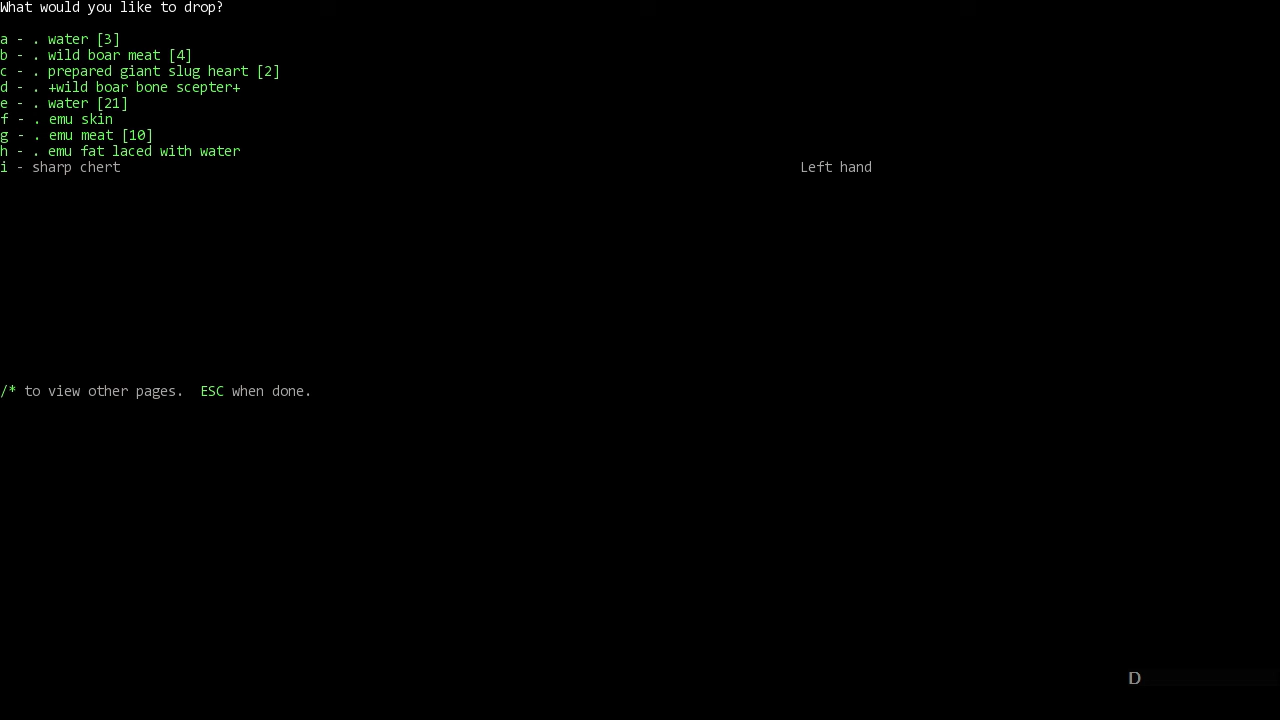 What would you like to drop?
a - . water [3]
b - . wild boar meat [4]
c - . prepared giant slug heart [2]
d - . +wild boar bone scepter+
e - . water [21]
f - . emu skin
g - . emu meat [10]
h - . emu fat laced with water
i - sharp chert Left hand
/* to view other pages.  ESC when done.
D